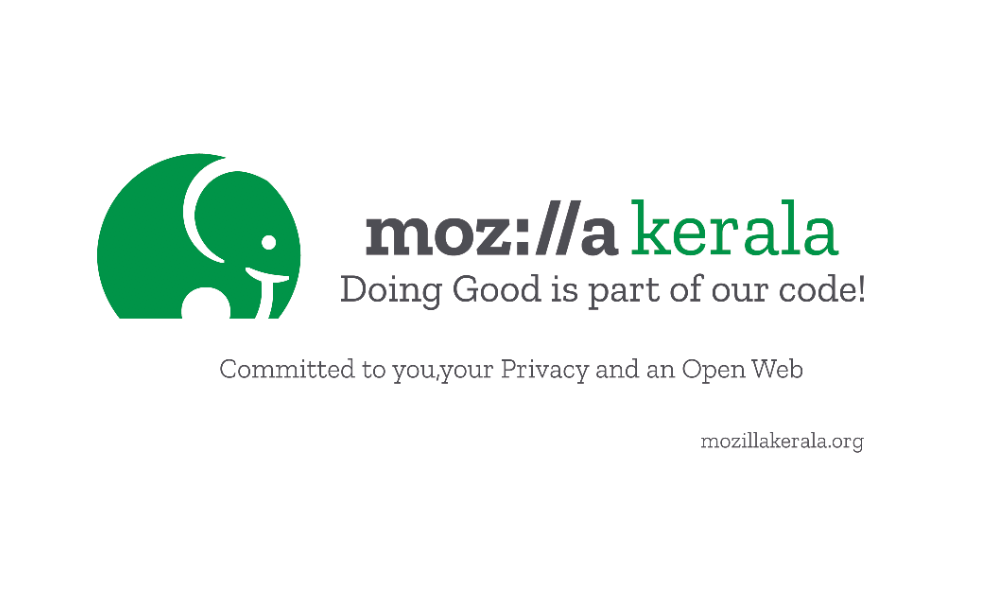 moz://a kerala
Doing Good is part of our code!
Committed to you,your Privacy and an Open Web
mozillakerala.org